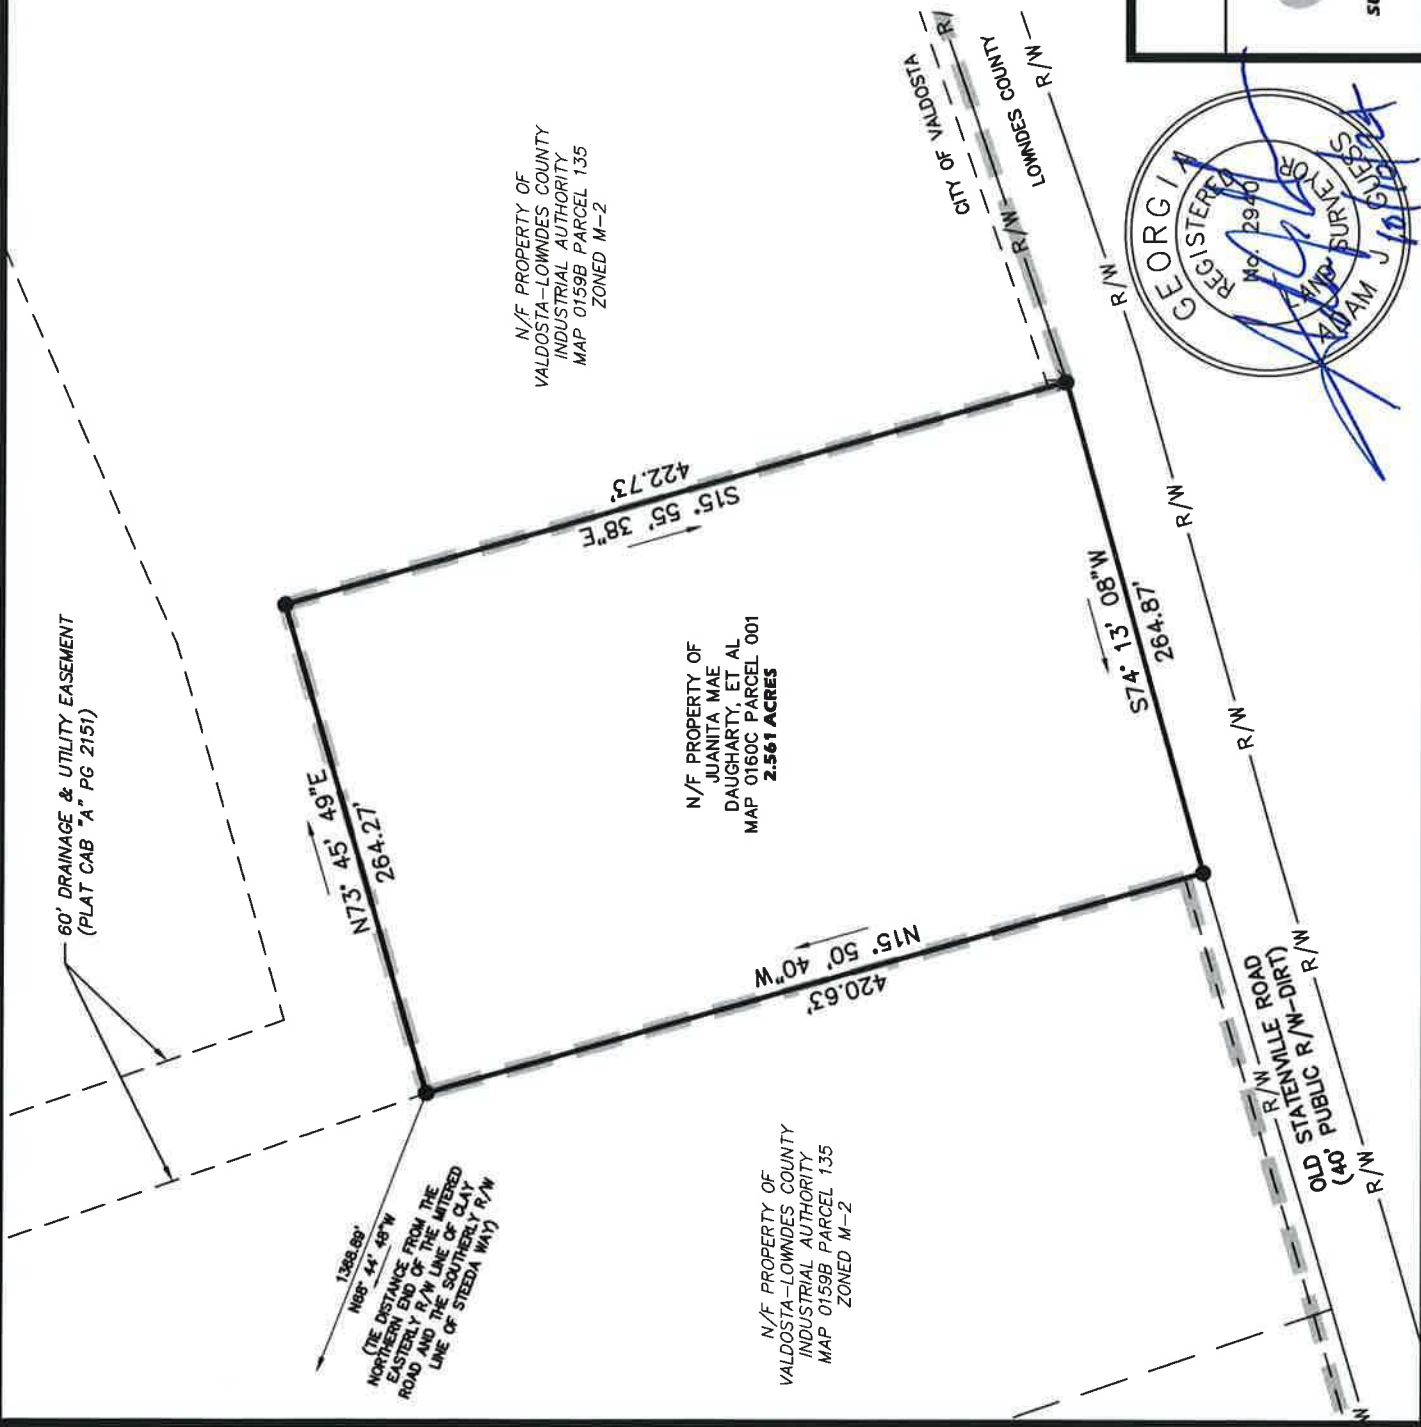 60' DRAINAGE & UTILITY EASEMENT
(PLAT CAB "A" PG 2151)
N/F PROPERTY OF
VALDOSTA-LOWNDES COUNTY
INDUSTRIAL AUTHORITY
MAP 0159B PARCEL 135
ZONED M-2
CITY OF VALDOSTA
LOWNDES COUNTY
R/W
R/
R/W
R/W
R/W
R/W
R/W
R/W
R/W
R/W
W
N73° 45' 49"E
264.27'
S15° 55' 38"E
422.73'
N/F PROPERTY OF
JUANITA MAE
DAUGHARTY, ET AL
MAP 0160C PARCEL 001
2.561 ACRES
S74° 13' 08"W
264.87'
N15° 50' 40"W
420.63'
1388.89'
N68° 44' 48"W
(TIE DISTANCE FROM THE
NORTHERN END OF THE MITERED
EASTERLY R/W LINE OF CLAY
ROAD AND THE SOUTHERLY R/W
LINE OF STEEDA WAY)
N/F PROPERTY OF
VALDOSTA-LOWNDES COUNTY
INDUSTRIAL AUTHORITY
MAP 0159B PARCEL 135
ZONED M-2
OLD STATENVILLE ROAD
(40' PUBLIC R/W-DIRT)
GEORGIA
REGISTERED
No. 2940
LAND SURVEYOR
ADAM J GUESS